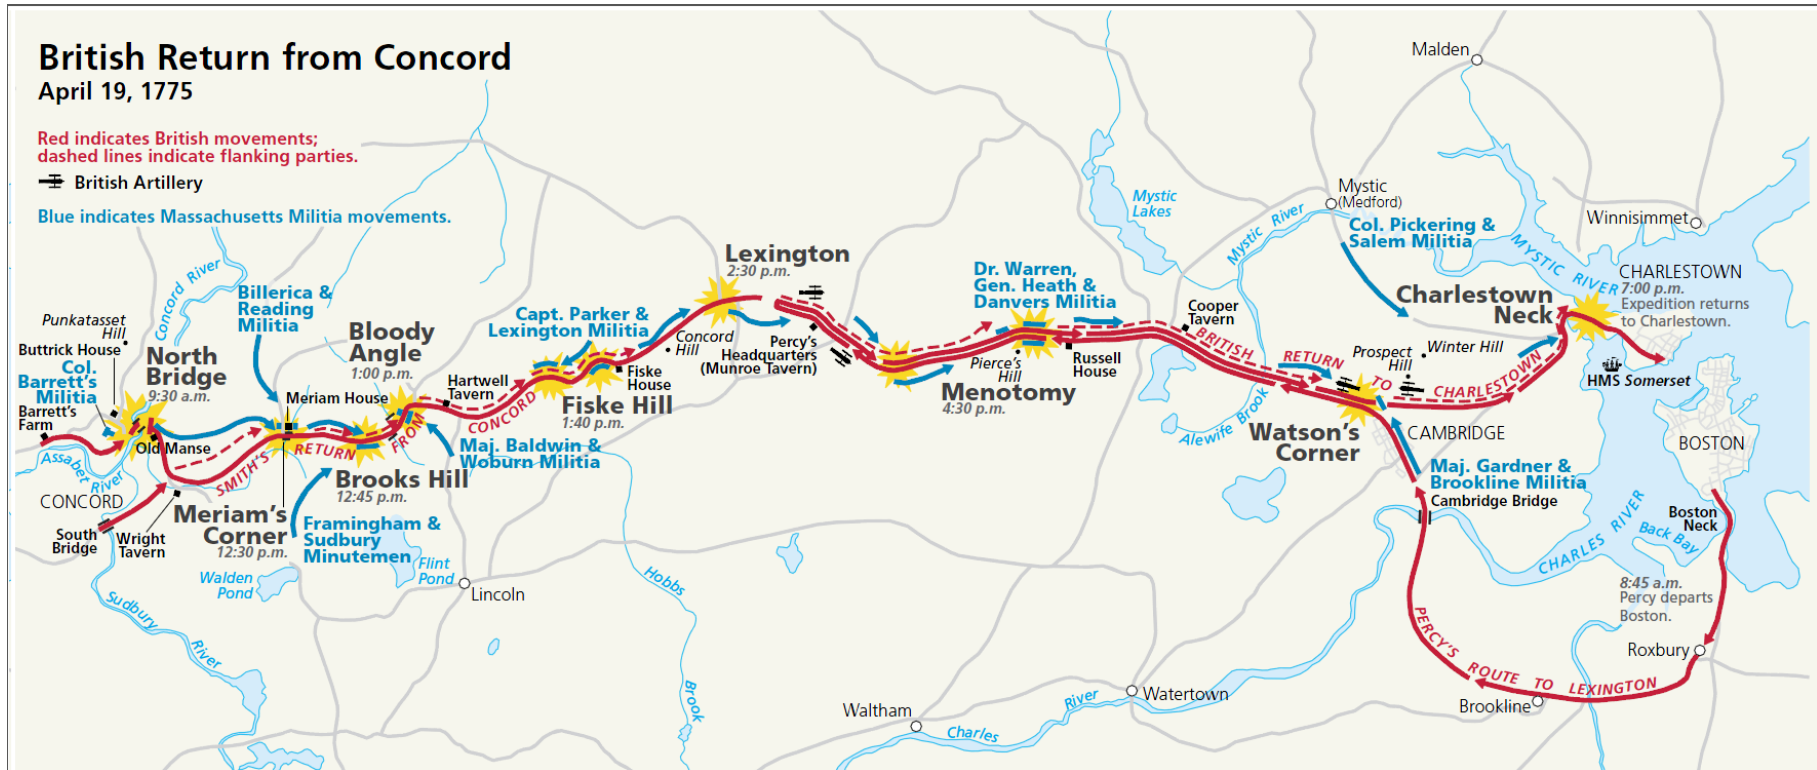 British Return from Concord
April 19, 1775
Red indicates British movements;
dashed lines indicate flanking parties.
British Artillery
Blue indicates Massachusetts Militia movements.
Concord River
Punkatasset
Hill
Buttrick House
Col.
Barrett's
Militia
Barrett's
Farm
North
Bridge
9:30 a.m.
Old Manse
Assabet
River
CONCORD
South
Bridge
Wright
Tavern
Sudbury
River
Billerica &
Reading
Militia
Meriam House
Meriam's
Corner
12:30 p.m.
SMITH'S RETURN FROM CONCORD
Bloody
Angle
1:00 p.m.
Brooks Hill
12:45 p.m.
Framingham &
Sudbury
Minutemen
Walden
Pond
Flint
Pond
Lincoln
Hartwell
Tavern
Maj. Baldwin &
Woburn Militia
Capt. Parker &
Lexington Militia
Fiske
House
Fiske Hill
1:40 p.m.
Hobbs
Brook
Lexington
2:30 p.m.
Concord
Hill
Percy's
Headquarters
(Munroe Tavern)
Dr. Warren,
Gen. Heath &
Danvers Militia
Pierce's
Hill
Russell
House
Menotomy
4:30 p.m.
Mystic
Lakes
Cooper
Tavern
BRITISH RETURN TO CHARLESTOWN
Mystic River
Alewife Brook
Malden
Mystic
(Medford)
Col. Pickering &
Salem Militia
Winnisimmet
MYSTIC RIVER
Prospect
Hill
Winter Hill
Charlestown
Neck
CHARLESTOWN
7:00 p.m.
Expedition returns
to Charlestown.
HMS Somerset
BOSTON
Watson's
Corner
CAMBRIDGE
Maj. Gardner &
Brookline Militia
Cambridge Bridge
CHARLES RIVER
Boston
Neck
Back Bay
8:45 a.m.
Percy departs
Boston.
Roxbury
PERCY'S ROUTE TO LEXINGTON
Brookline
Watertown
Waltham
Charles River